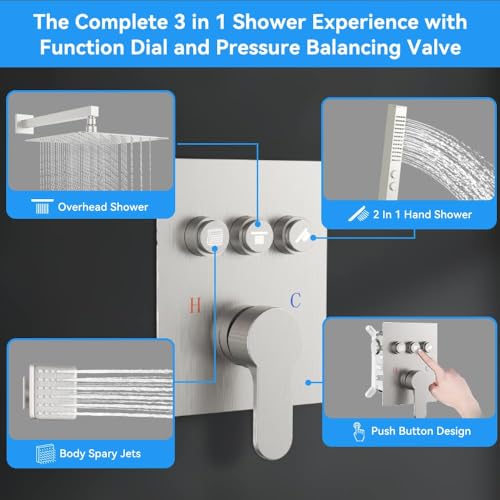 The Complete 3 in 1 Shower Experience with
Function Dial and Pressure Balancing Valve
Overhead Shower
2 In 1 Hand Shower
H
C
Body Spary Jets
Push Button Design